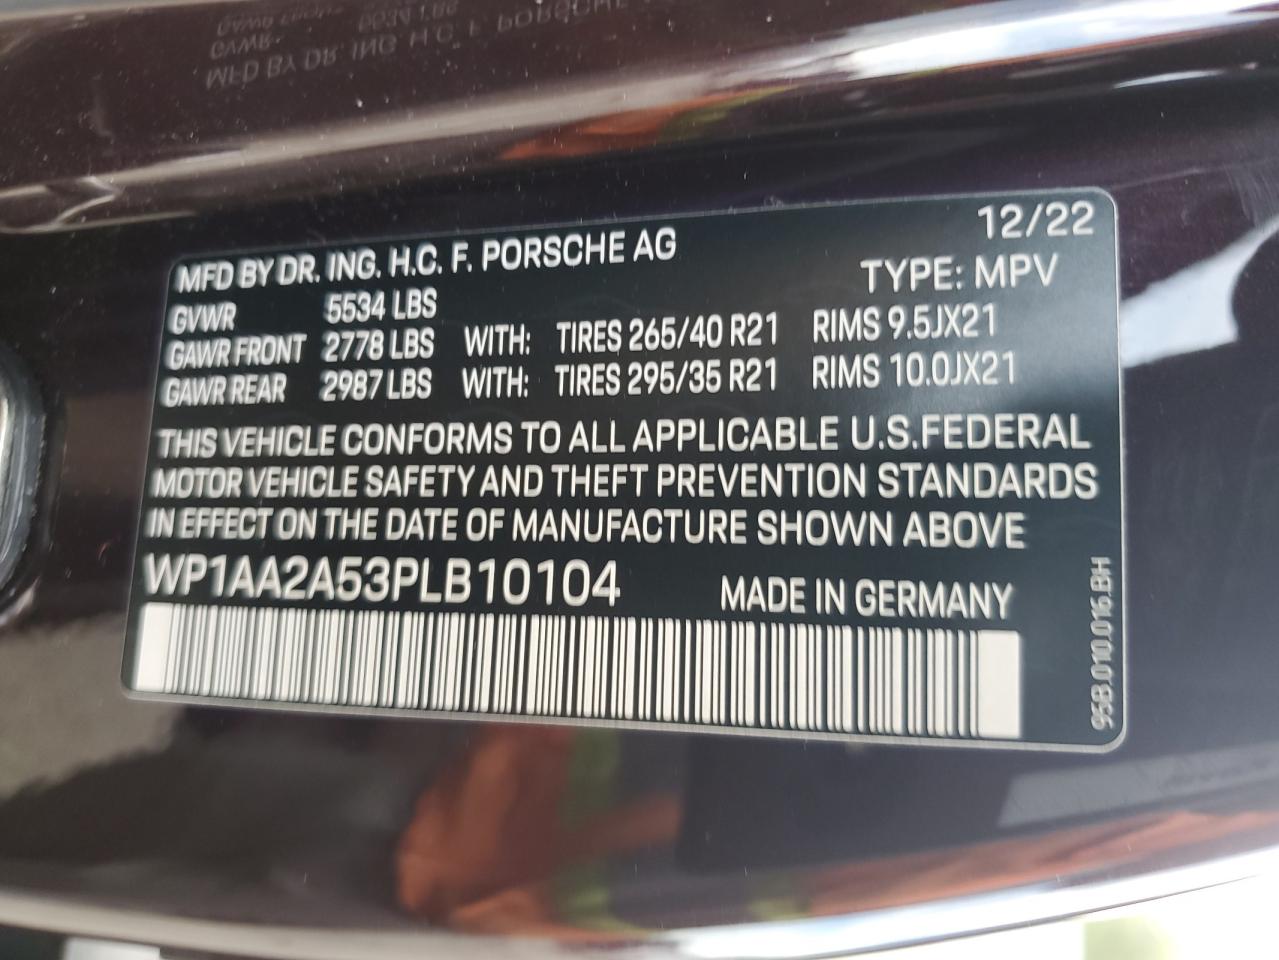 12/22
MFD BY DR. ING. H.C. F. PORSCHE AG
TYPE: MPV
GVWR 5534 LBS
GAWR FRONT 2778 LBS WITH: TIRES 265/40 R21 RIMS 9.5JX21
GAWR REAR 2987 LBS WITH: TIRES 295/35 R21 RIMS 10.0JX21
THIS VEHICLE CONFORMS TO ALL APPLICABLE U.S.FEDERAL
MOTOR VEHICLE SAFETY AND THEFT PREVENTION STANDARDS
IN EFFECT ON THE DATE OF MANUFACTURE SHOWN ABOVE
WP1AA2A53PLB10104 MADE IN GERMANY
95B.010.016.BH